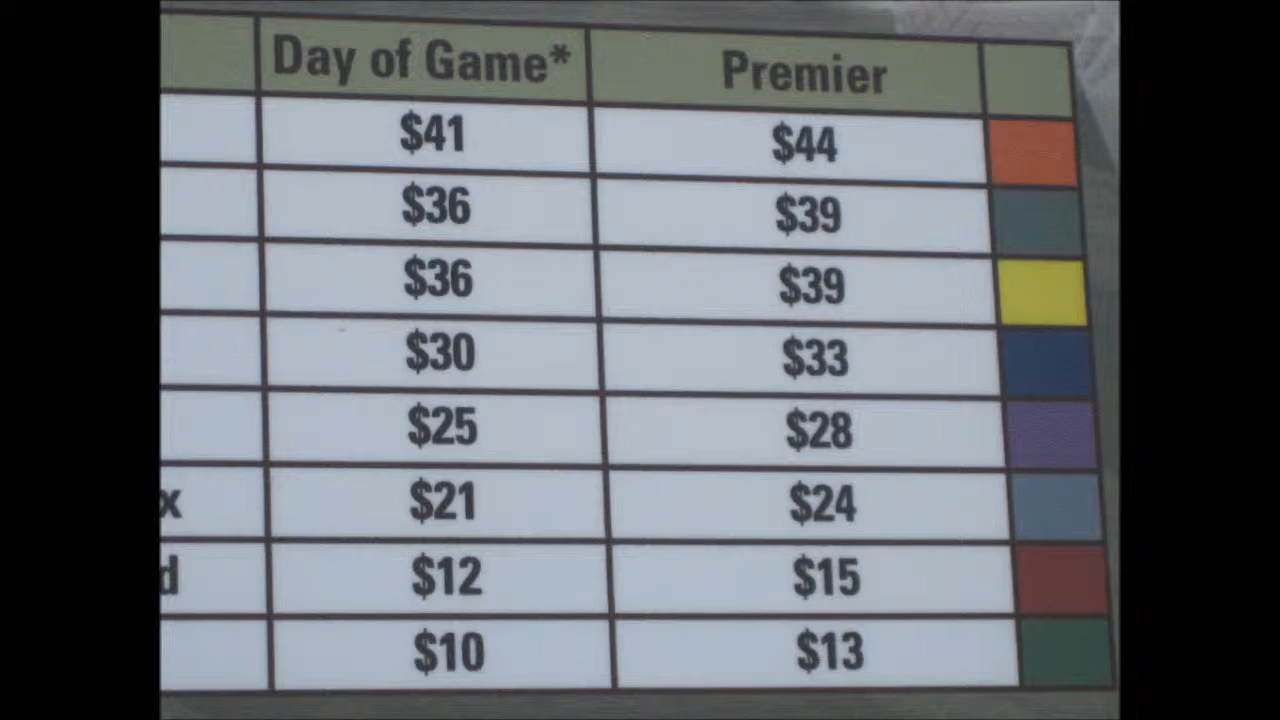 Day of Game* Premier
$41 $44
$36 $39
$36 $39
$30 $33
$25 $28
x $21 $24
d $12 $15
$10 $13